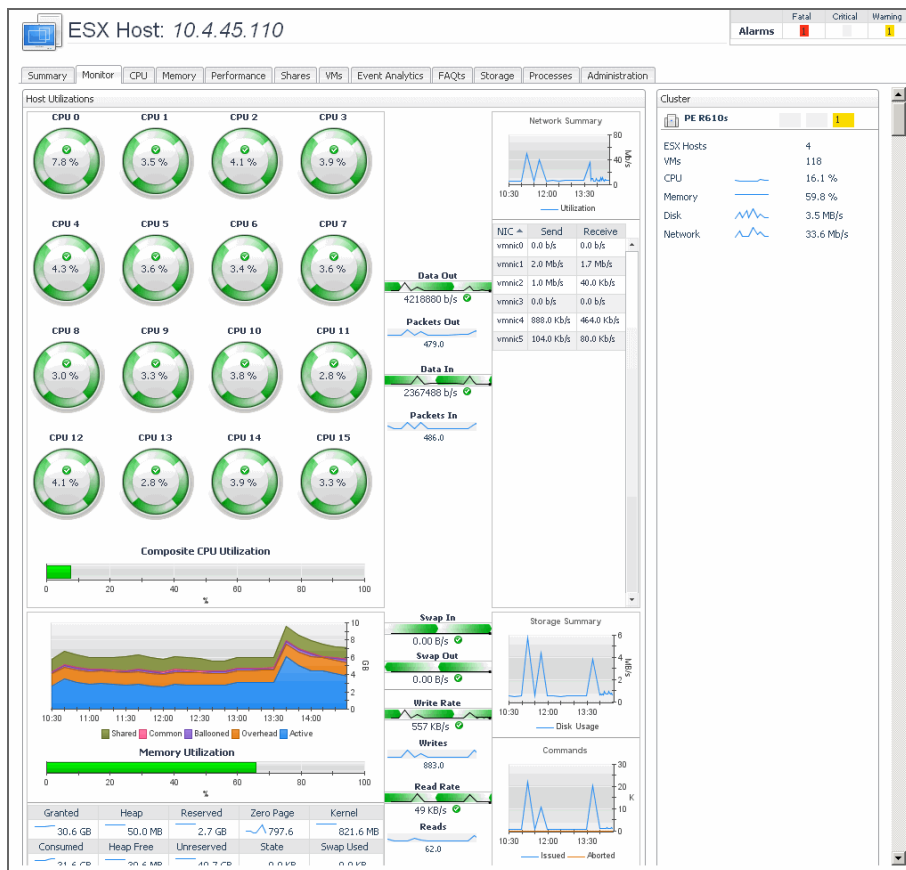 ESX Host: 10.4.45.110
Fatal Critical Warning
Alarms 1 1
Summary Monitor CPU Memory Performance Shares VMs Event Analytics FAQts Storage Processes Administration
Host Utilizations
CPU 0 CPU 1 CPU 2 CPU 3
7.8 % 3.5 % 4.1 % 3.9 %
CPU 4 CPU 5 CPU 6 CPU 7
4.3 % 3.6 % 3.4 % 3.6 %
CPU 8 CPU 9 CPU 10 CPU 11
3.0 % 3.3 % 3.8 % 2.8 %
CPU 12 CPU 13 CPU 14 CPU 15
4.1 % 2.8 % 3.9 % 3.3 %
Composite CPU Utilization
0 20 40 60 80 100
%
Data Out
4218880 b/s
Packets Out
479.0
Data In
2367488 b/s
Packets In
486.0
Network Summary
80
40
0
Mb/s
10:30 12:00 13:30
Utilization
NIC Send Receive
vmnic0 0.0 b/s 0.0 b/s
vmnic1 2.0 Mb/s 1.7 Mb/s
vmnic2 1.0 Mb/s 40.0 Kb/s
vmnic3 0.0 b/s 0.0 b/s
vmnic4 888.0 Kb/s 464.0 Kb/s
vmnic5 104.0 Kb/s 80.0 Kb/s
Cluster
PE R610s 1
ESX Hosts 4
VMs 118
CPU 16.1 %
Memory 59.8 %
Disk 3.5 MB/s
Network 33.6 Mb/s
10
8
6
4
2
0
GB
10:30 11:00 11:30 12:00 12:30 13:00 13:30 14:00
Shared Common Ballooned Overhead Active
Memory Utilization
0 20 40 60 80 100
%
Granted Heap Reserved Zero Page Kernel
30.6 GB 50.0 MB 2.7 GB 797.6 821.6 MB
Consumed Heap Free Unreserved State Swap Used
31.6 GB 39.6 MB 40.7 GB 0.0 KB 0.0 KB
Swap In
0.00 B/s
Swap Out
0.00 B/s
Write Rate
557 KB/s
Writes
883.0
Read Rate
49 KB/s
Reads
62.0
Storage Summary
6
4
2
0
MB/s
10:30 12:00 13:30
Disk Usage
Commands
30
20
10
0
K
10:30 12:00 13:30
Issued Aborted